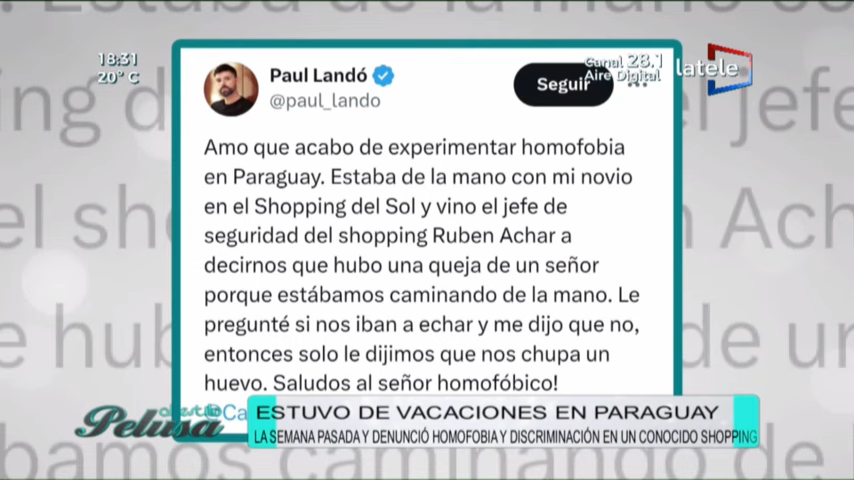 18:31
20° C
Canal 28.1
Aire Digital
latele
Paul Landó
@paul_lando
Seguir
Amo que acabo de experimentar homofobia
en Paraguay. Estaba de la mano con mi novio
en el Shopping del Sol y vino el jefe de
seguridad del shopping Ruben Achar a
decirnos que hubo una queja de un señor
porque estábamos caminando de la mano. Le
pregunté si nos iban a echar y me dijo que no,
entonces solo le dijimos que nos chupa un
huevo. Saludos al señor homofóbico!
al estilo
Pelusa
ESTUVO DE VACACIONES EN PARAGUAY
LA SEMANA PASADA Y DENUNCIÓ HOMOFOBIA Y DISCRIMINACIÓN EN UN CONOCIDO SHOPPING